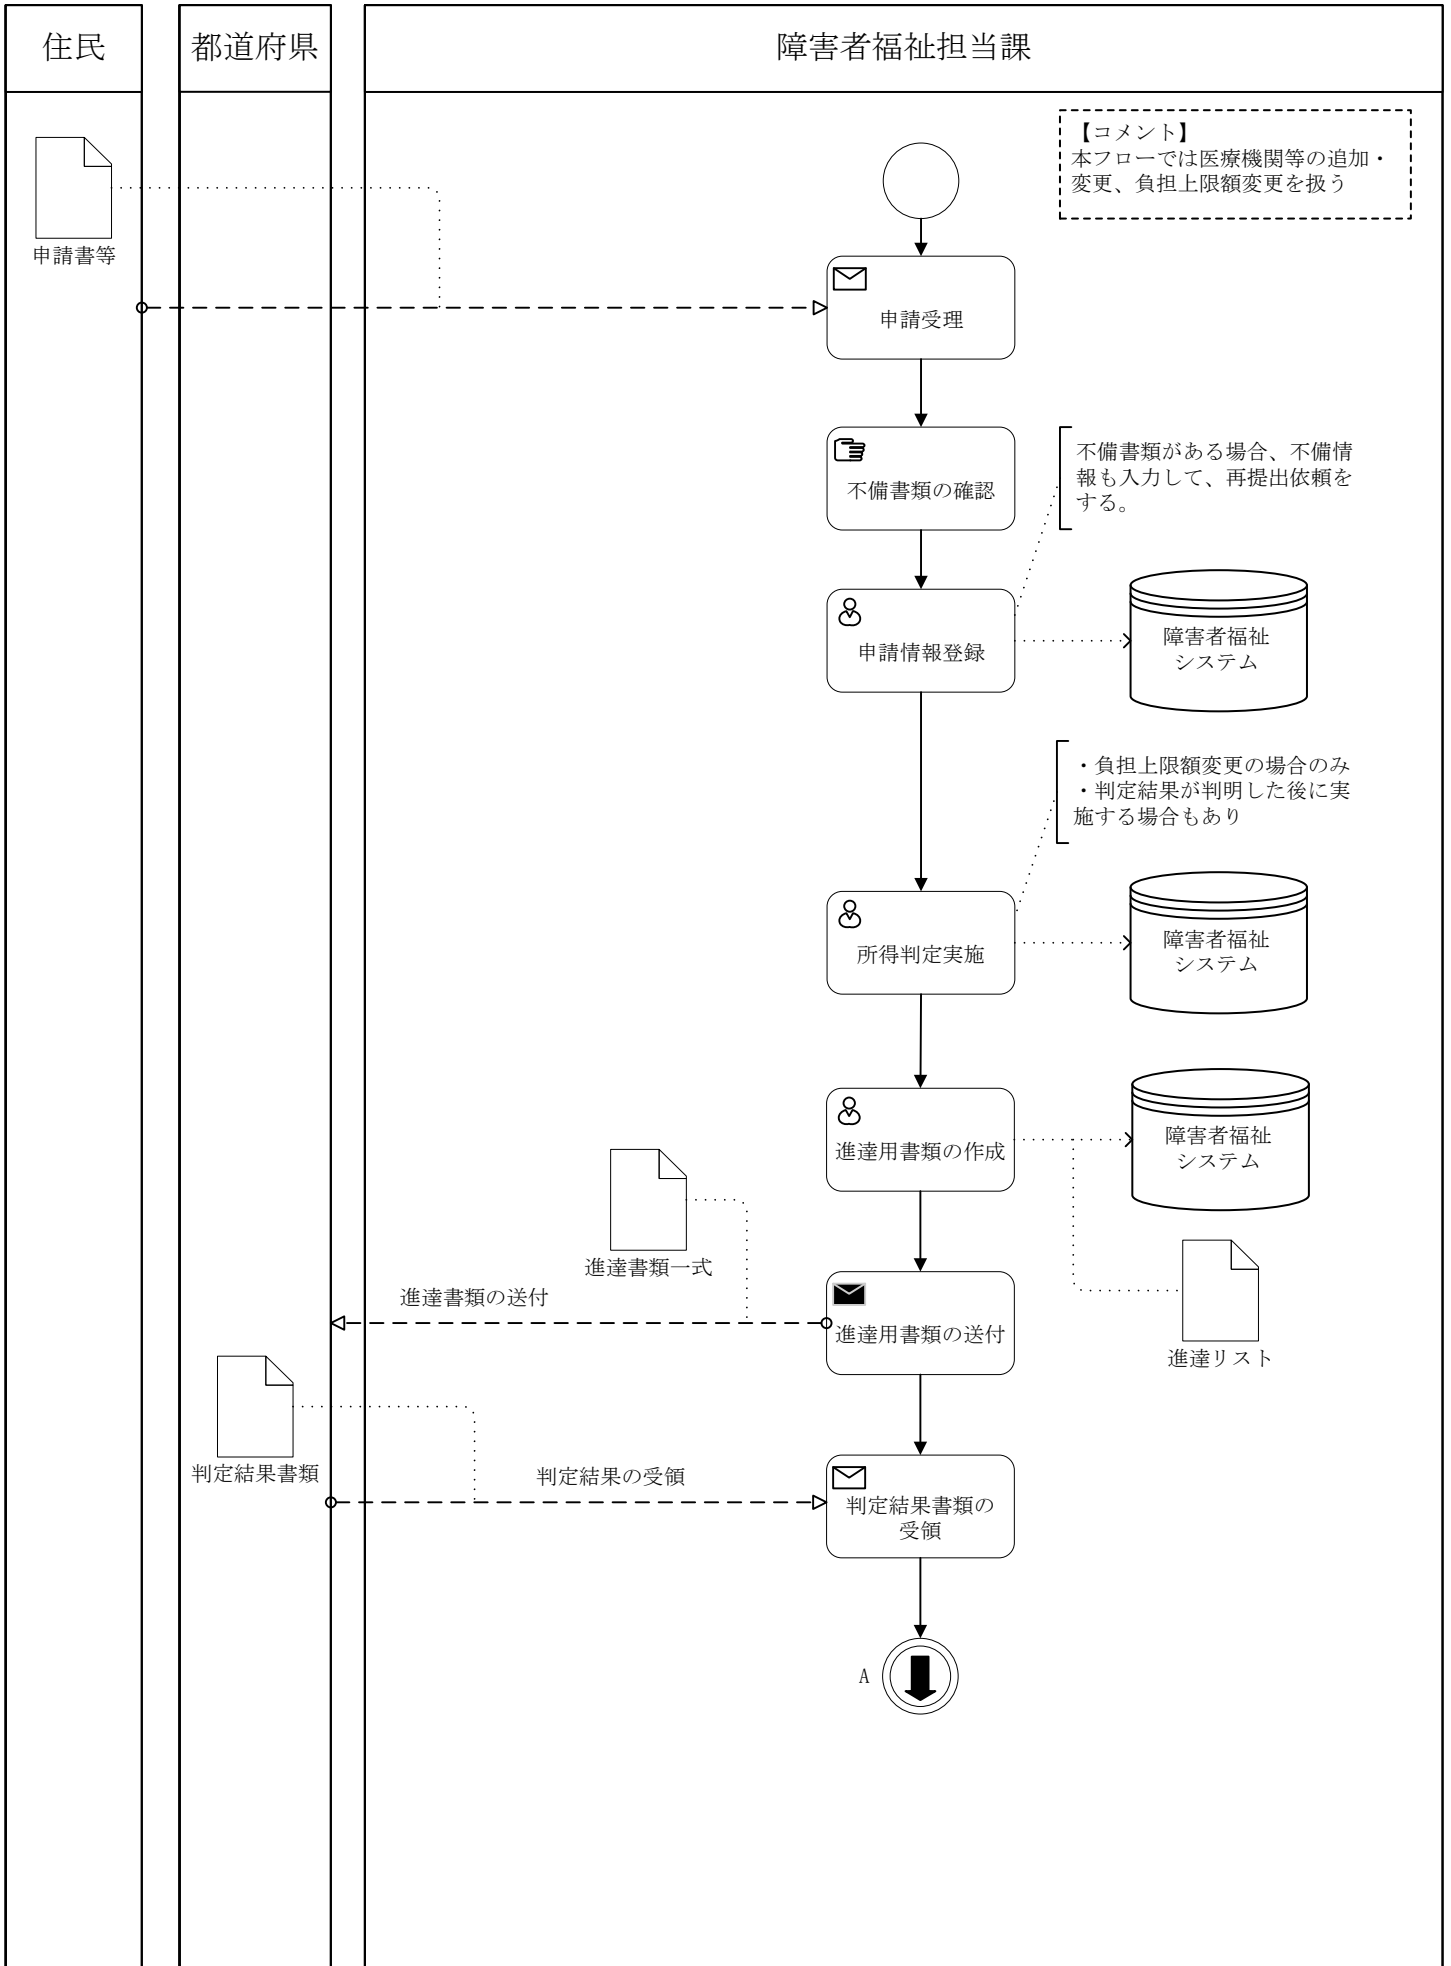 住民
都道府県
障害者福祉担当課
【コメント】
本フローでは医療機関等の追加・
変更、負担上限額変更を扱う
申請書等
申請受理
不備書類の確認
不備書類がある場合、不備情
報も入力して、再提出依頼を
する。
申請情報登録
障害者福祉
システム
・負担上限額変更の場合のみ
・判定結果が判明した後に実
施する場合もあり
所得判定実施
障害者福祉
システム
進達用書類の作成
障害者福祉
システム
進達書類一式
進達書類の送付
進達用書類の送付
進達リスト
判定結果書類
判定結果の受領
判定結果書類の
受領
A